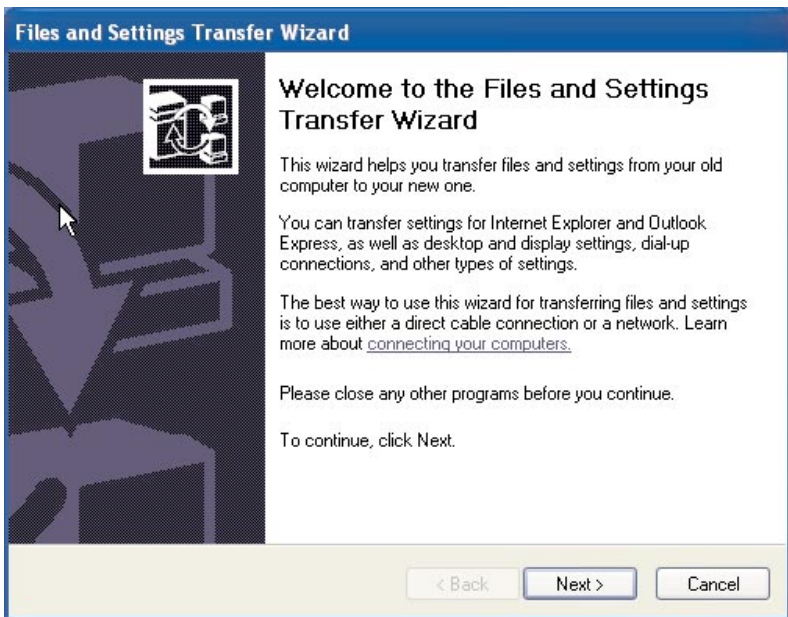 Files and Settings Transfer Wizard
Welcome to the Files and Settings
Transfer Wizard
This wizard helps you transfer files and settings from your old
computer to your new one.
You can transfer settings for Internet Explorer and Outlook
Express, as well as desktop and display settings, dial-up
connections, and other types of settings.
The best way to use this wizard for transferring files and settings
is to use either a direct cable connection or a network. Learn
more about connecting your computers.
Please close any other programs before you continue.
To continue, click Next.
< Back Next > Cancel